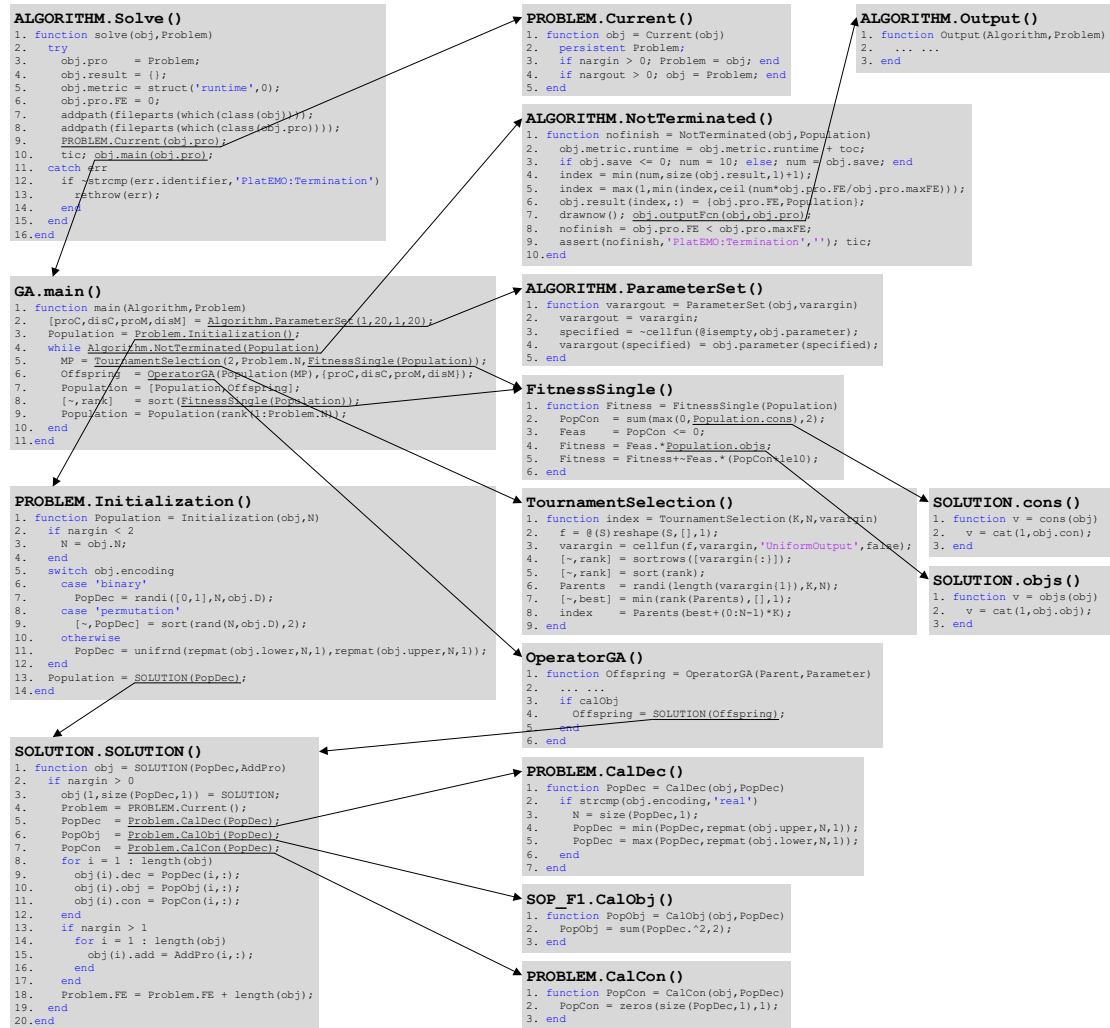 ALGORITHM.Solve()
1. function solve(obj,Problem)
2. try
3. obj.pro = Problem;
4. obj.result = {};
5. obj.metric = struct('runtime',0);
6. obj.pro.FE = 0;
7. addpath(fileparts(which(class(obj))));
8. addpath(fileparts(which(class(obj.pro))));
9. PROBLEM.Current(obj.pro);
10. tic; obj.main(obj.pro);
11. catch err
12. if ~strcmp(err.identifier,'PlatEMO:Termination')
13. rethrow(err);
14. end
15. end
16.end
GA.main()
1. function main(Algorithm,Problem)
2. [proC,disC,proM,disM] = Algorithm.ParameterSet(1,20,1,20);
3. Population = Problem.Initialization();
4. while Algorithm.NotTerminated(Population)
5. MP = TournamentSelection(2,Problem.N,FitnessSingle(Population));
6. Offspring = OperatorGA(Population(MP),{proC,disC,proM,disM});
7. Population = [Population,Offspring];
8. [~,rank] = sort(FitnessSingle(Population));
9. Population = Population(rank(1:Problem.N));
10. end
11.end
PROBLEM.Initialization()
1. function Population = Initialization(obj,N)
2. if nargin < 2
3. N = obj.N;
4. end
5. switch obj.encoding
6. case 'binary'
7. PopDec = randi([0,1],N,obj.D);
8. case 'permutation'
9. [~,PopDec] = sort(rand(N,obj.D),2);
10. otherwise
11. PopDec = unifrnd(repmat(obj.lower,N,1),repmat(obj.upper,N,1));
12. end
13. Population = SOLUTION(PopDec);
14.end
SOLUTION.SOLUTION()
1. function obj = SOLUTION(PopDec,AddPro)
2. if nargin > 0
3. obj(1,size(PopDec,1)) = SOLUTION;
4. Problem = PROBLEM.Current();
5. PopDec = Problem.CalDec(PopDec);
6. PopObj = Problem.CalObj(PopDec);
7. PopCon = Problem.CalCon(PopDec);
8. for i = 1 : length(obj)
9. obj(i).dec = PopDec(i,:);
10. obj(i).obj = PopObj(i,:);
11. obj(i).con = PopCon(i,:);
12. end
13. if nargin > 1
14. for i = 1 : length(obj)
15. obj(i).add = AddPro(i,:);
16. end
17. end
18. Problem.FE = Problem.FE + length(obj);
19. end
20.end
PROBLEM.Current()
1. function obj = Current(obj)
2. persistent Problem;
3. if nargin > 0; Problem = obj; end
4. if nargout > 0; obj = Problem; end
5. end
ALGORITHM.NotTerminated()
1. function nofinish = NotTerminated(obj,Population)
2. obj.metric.runtime = obj.metric.runtime + toc;
3. if obj.save <= 0; num = 10; else; num = obj.save; end
4. index = min(num,size(obj.result,1)+1);
5. index = max(1,min(index,ceil(num*obj.pro.FE/obj.pro.maxFE)));
6. obj.result(index,:) = {obj.pro.FE,Population};
7. drawnow(); obj.outputFcn(obj,obj.pro);
8. nofinish = obj.pro.FE < obj.pro.maxFE;
9. assert(nofinish,'PlatEMO:Termination',''); tic;
10.end
ALGORITHM.ParameterSet()
1. function varargout = ParameterSet(obj,varargin)
2. varargout = varargin;
3. specified = ~cellfun(@isempty,obj.parameter);
4. varargout(specified) = obj.parameter(specified);
5. end
FitnessSingle()
1. function Fitness = FitnessSingle(Population)
2. PopCon = sum(max(0,Population.cons),2);
3. Feas = PopCon <= 0;
4. Fitness = Feas.*Population.objs;
5. Fitness = Fitness+~Feas.*(PopCon+1e10);
6. end
TournamentSelection()
1. function index = TournamentSelection(K,N,varargin)
2. f = @(S)reshape(S,[],1);
3. varargin = cellfun(f,varargin,'UniformOutput',false);
4. [~,rank] = sortrows([varargin{:}]);
5. [~,rank] = sort(rank);
6. Parents = randi(length(varargin{1}),K,N);
7. [~,best] = min(rank(Parents),[],1);
8. index = Parents(best+(0:N-1)*K);
9. end
OperatorGA()
1. function Offspring = OperatorGA(Parent,Parameter)
2. ... ...
3. if calObj
4. Offspring = SOLUTION(Offspring);
5. end
6. end
PROBLEM.CalDec()
1. function PopDec = CalDec(obj,PopDec)
2. if strcmp(obj.encoding,'real')
3. N = size(PopDec,1);
4. PopDec = min(PopDec,repmat(obj.upper,N,1));
5. PopDec = max(PopDec,repmat(obj.lower,N,1));
6. end
7. end
SOP_F1.CalObj()
1. function PopObj = CalObj(obj,PopDec)
2. PopObj = sum(PopDec.^2,2);
3. end
PROBLEM.CalCon()
1. function PopCon = CalCon(obj,PopDec)
2. PopCon = zeros(size(PopDec,1),1);
3. end
ALGORITHM.Output()
1. function Output(Algorithm,Problem)
2. ... ...
3. end
SOLUTION.cons()
1. function v = cons(obj)
2. v = cat(1,obj.con);
3. end
SOLUTION.objs()
1. function v = objs(obj)
2. v = cat(1,obj.obj);
3. end